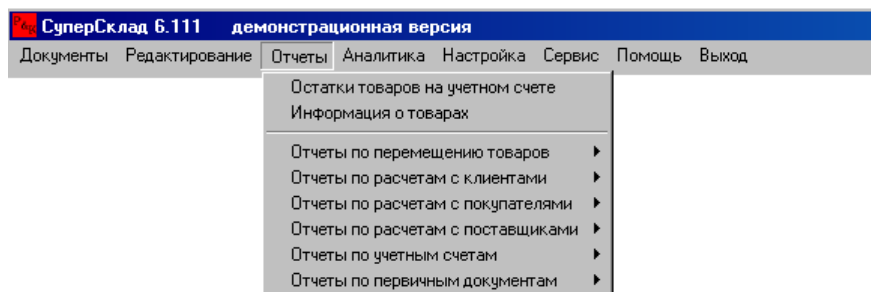 P&R СуперСклад 6.111 демонстрационная версия
Документы Редактирование Отчеты Аналитика Настройка Сервис Помощь Выход
Остатки товаров на учетном счете
Информация о товарах
Отчеты по перемещению товаров
Отчеты по расчетам с клиентами
Отчеты по расчетам с покупателями
Отчеты по расчетам с поставщиками
Отчеты по учетным счетам
Отчеты по первичным документам